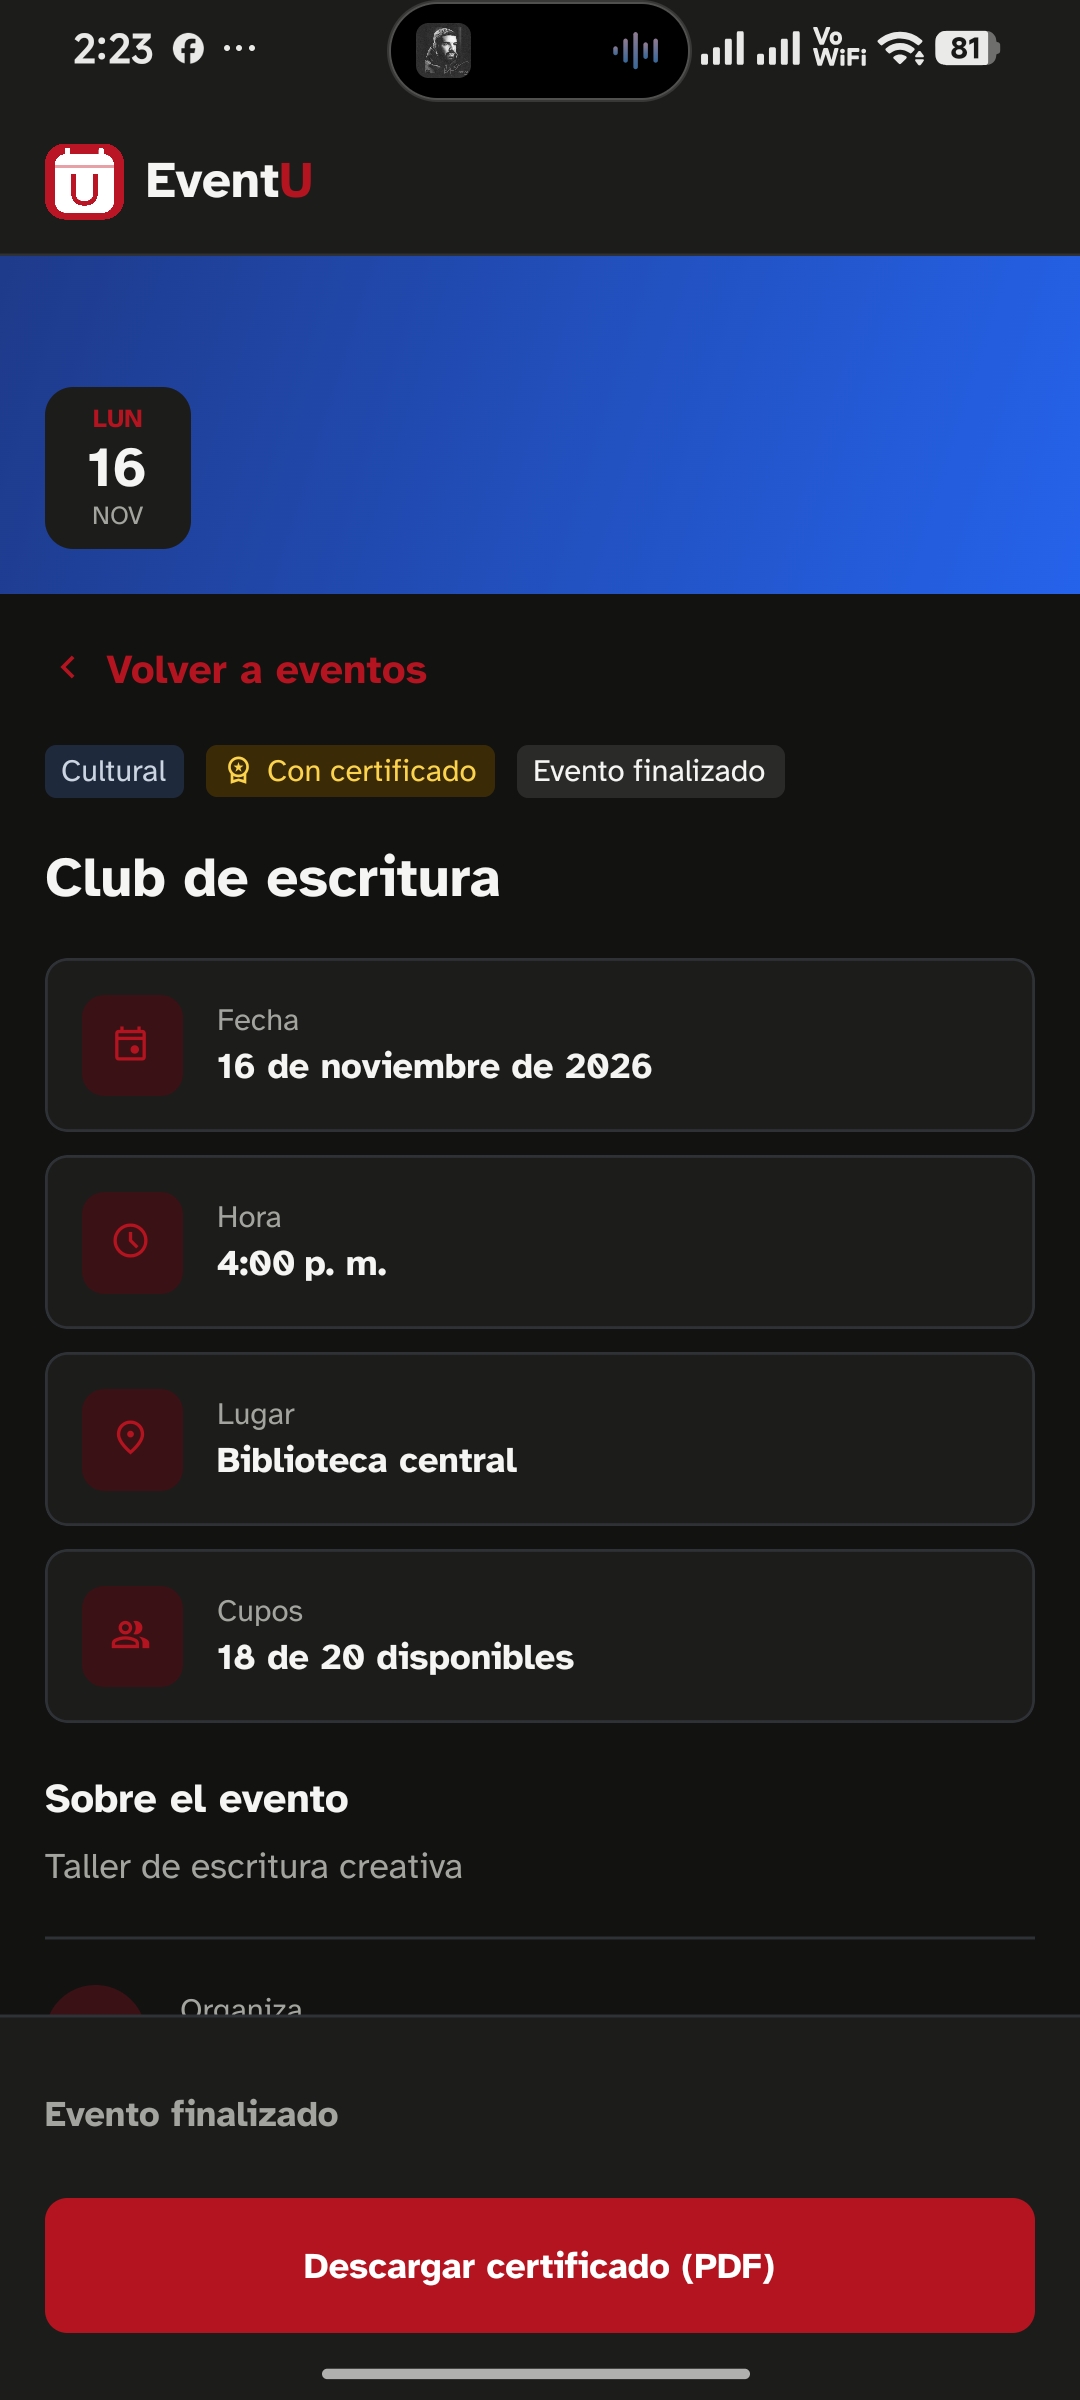 2:23
Vo
WiFi
81
U
EventU
LUN
16
NOV
Volver a eventos
Cultural
Con certificado
Evento finalizado
Club de escritura
Fecha
16 de noviembre de 2026
Hora
4:00 p. m.
Lugar
Biblioteca central
Cupos
18 de 20 disponibles
Sobre el evento
Taller de escritura creativa
Organiza
Evento finalizado
Descargar certificado (PDF)